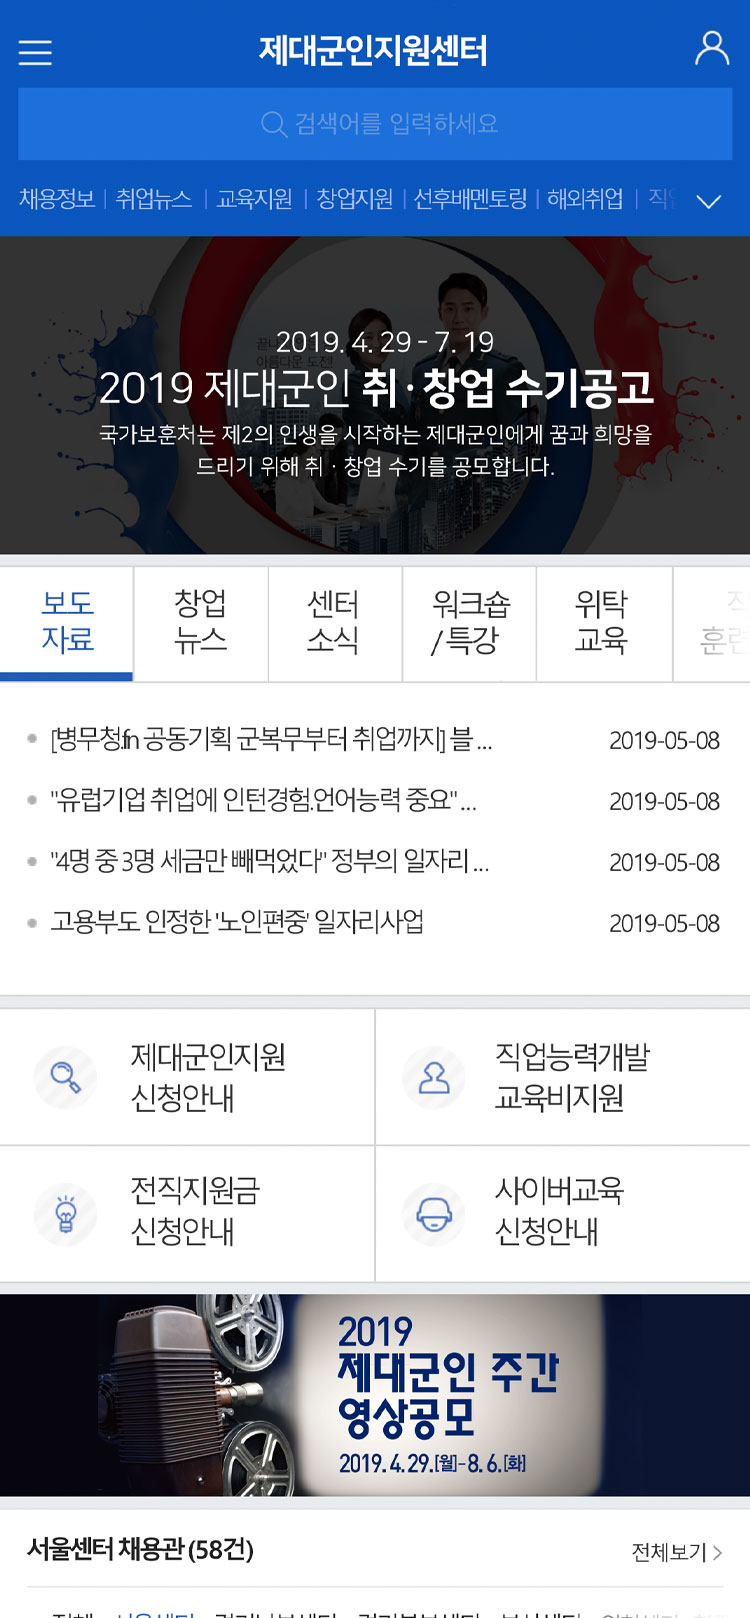 제대군인지원센터
검색어를 입력하세요
채용정보 | 취업뉴스 | 교육지원 | 창업지원 | 선후배멘토링 | 해외취업 |
2019. 4. 29 - 7. 19
2019 제대군인 취 · 창업 수기공고
국가보훈처는 제2의 인생을 시작하는 제대군인에게 꿈과 희망을
드리기 위해 취 · 창업 수기를 공모합니다.
보도
자료
창업
뉴스
센터
소식
워크숍
/특강
위탁
교육
[병무청.fn 공동기획 군복무부터 취업까지] 블 ... 2019-05-08
"유럽기업 취업에 인턴경험.언어능력 중요" ... 2019-05-08
"4명 중 3명 세금만 빼먹었다" 정부의 일자리 ... 2019-05-08
고용부도 인정한 '노인편중' 일자리사업 2019-05-08
제대군인지원
신청안내
직업능력개발
교육비지원
전직지원금
신청안내
사이버교육
신청안내
2019
제대군인 주간
영상공모
2019. 4. 29.[월]-8. 6.[화]
서울센터 채용관 (58건) 전체보기 >